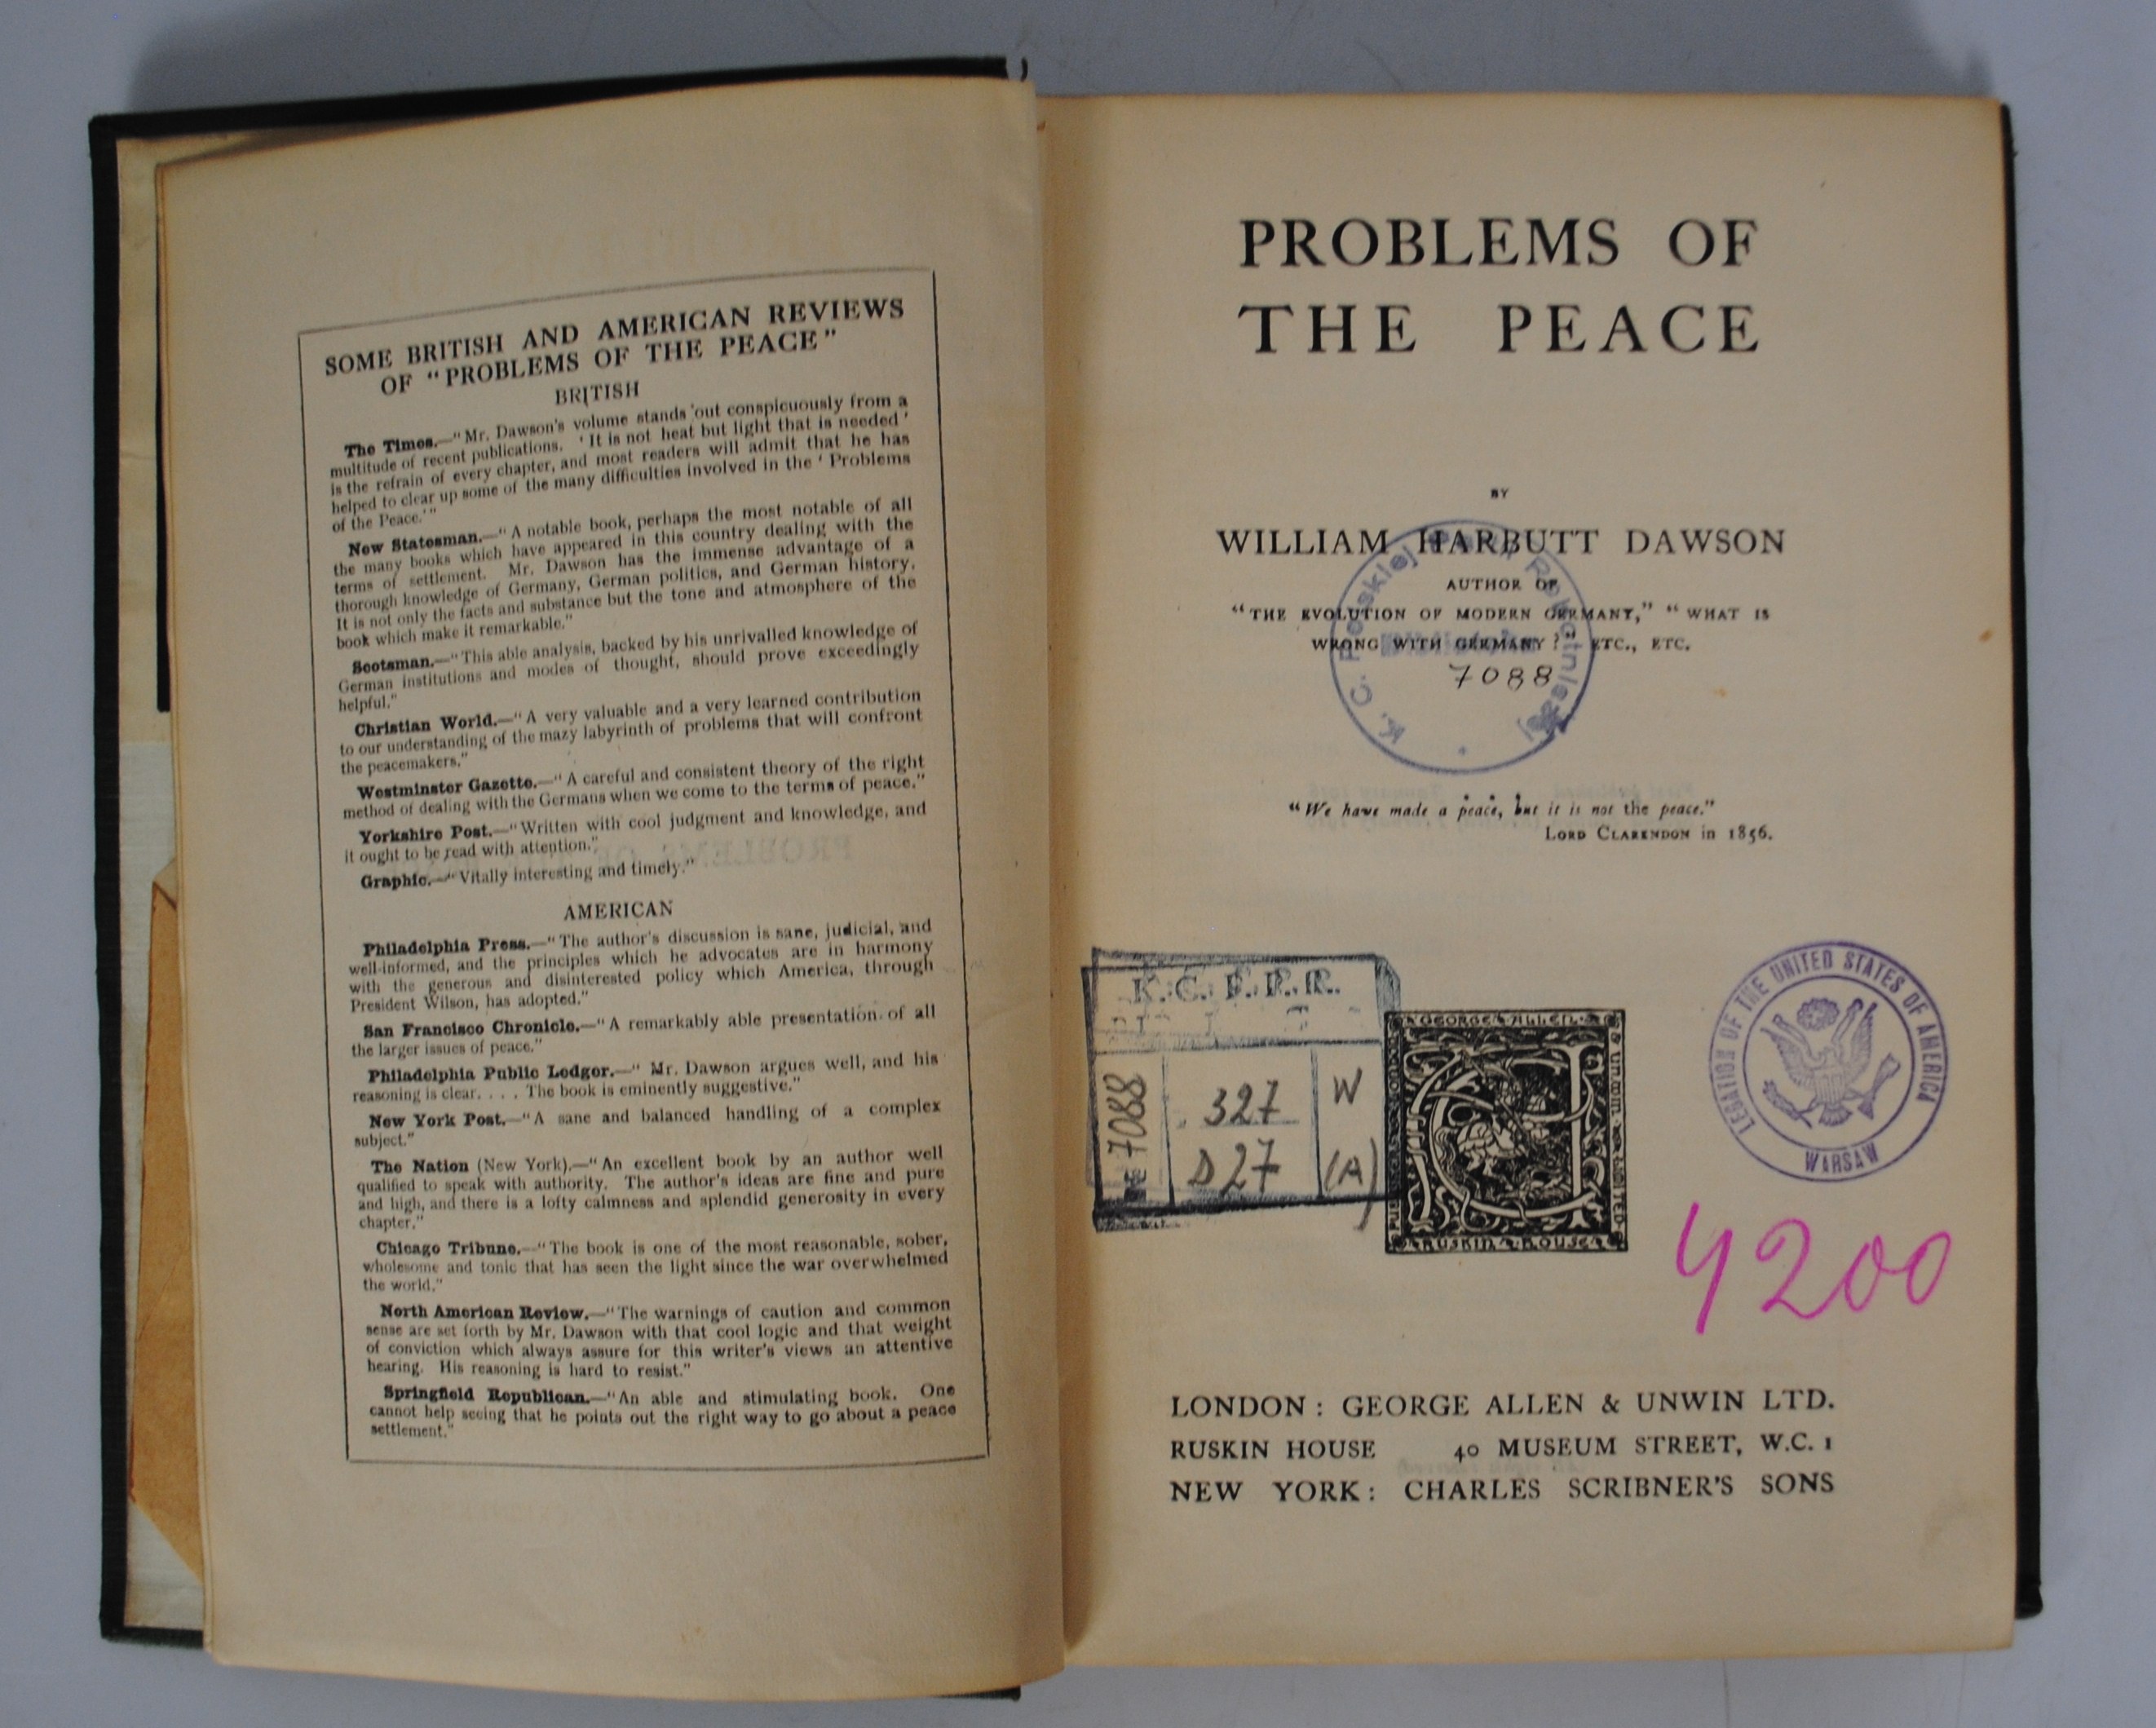 SOME BRITISH AND AMERICAN REVIEWS
OF "PROBLEMS OF THE PEACE"
BRITISH
The Times.—"Mr. Dawson's volume stands out conspicuously from a
multitude of recent publications. 'It is not heat but light that is needed'
is the refrain of every chapter, and most readers will admit that he has
helped to clear up some of the many difficulties involved in the 'Problems
of the Peace.'"
New Statesman.—"A notable book, perhaps the most notable of all
the many books which have appeared in this country dealing with the
terms of settlement. Mr. Dawson has the immense advantage of a
thorough knowledge of Germany, German politics, and German history.
It is not only the facts and substance but the tone and atmosphere of the
book which make it remarkable."
Scotsman.—"This able analysis, backed by his unrivalled knowledge of
German institutions and modes of thought, should prove exceedingly
helpful."
Christian World.—"A very valuable and a very learned contribution
to our understanding of the mazy labyrinth of problems that will confront
the peacemakers."
Westminster Gazette.—"A careful and consistent theory of the right
method of dealing with the Germans when we come to the terms of peace."
Yorkshire Post.—"Written with cool judgment and knowledge, and
it ought to be read with attention."
Graphic.—"Vitally interesting and timely."
AMERICAN
Philadelphia Press.—"The author's discussion is sane, judicial, and
well-informed, and the principles which he advocates are in harmony
with the generous and disinterested policy which America, through
President Wilson, has adopted."
San Francisco Chronicle.—"A remarkably able presentation of all
the larger issues of peace."
Philadelphia Public Ledger.—"Mr. Dawson argues well, and his
reasoning is clear. . . . The book is eminently suggestive."
New York Post.—"A sane and balanced handling of a complex
subject."
The Nation (New York).—"An excellent book by an author well
qualified to speak with authority. The author's ideas are fine and pure
and high, and there is a lofty calmness and splendid generosity in every
chapter."
Chicago Tribune.—"The book is one of the most reasonable, sober,
wholesome and tonic that has seen the light since the war overwhelmed
the world."
North American Review.—"The warnings of caution and common
sense are set forth by Mr. Dawson with that cool logic and that weight
of conviction which always assure for this writer's views an attentive
hearing. His reasoning is hard to resist."
Springfield Republican.—"An able and stimulating book. One
cannot help seeing that he points out the right way to go about a peace
settlement."
PROBLEMS OF
THE PEACE
BY
WILLIAM HARBUTT DAWSON
AUTHOR OF
"THE EVOLUTION OF MODERN GERMANY," "WHAT IS
WRONG WITH GERMANY?" ETC., ETC.
7088
"We have made a peace, but it is not the peace."
LORD CLARENDON in 1856.
LEGATION OF THE UNITED STATES OF AMERICA
WARSAW
7088
327
D27
W
(A)
GEORGE ALLEN
& UNWIN LIMITED
RUSKIN HOUSE
4200
LONDON: GEORGE ALLEN & UNWIN LTD.
RUSKIN HOUSE 40 MUSEUM STREET, W.C. 1
NEW YORK: CHARLES SCRIBNER'S SONS